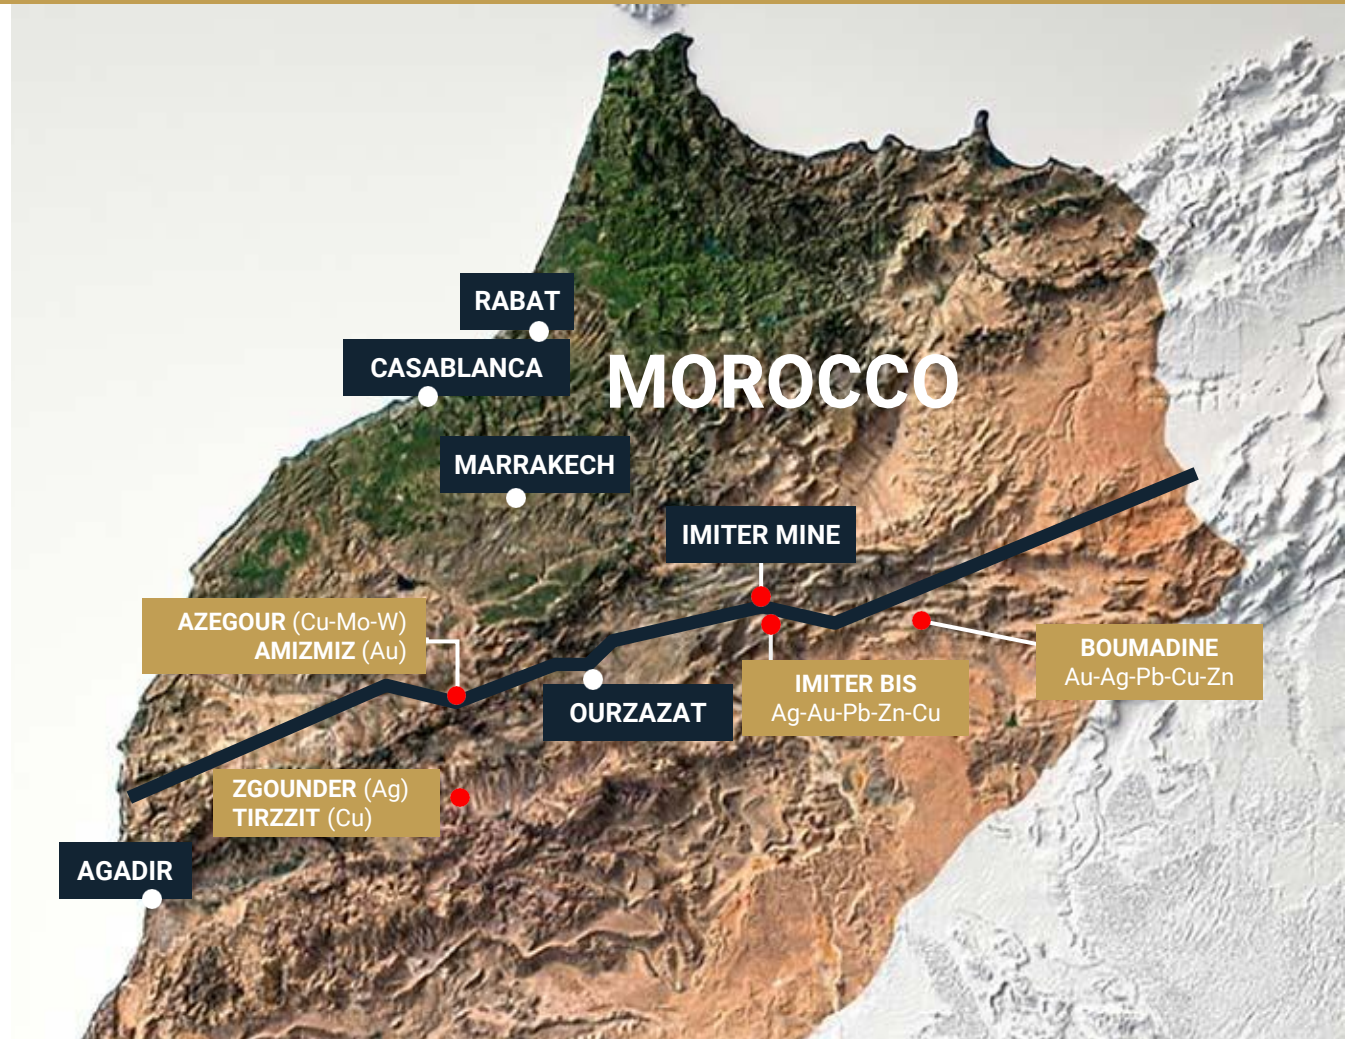 RABAT
CASABLANCA
MOROCCO
MARRAKECH
IMITER MINE
AZEGOUR (Cu-Mo-W)
AMIZMIZ (Au)
BOUMADINE
Au-Ag-Pb-Cu-Zn
IMITER BIS
Ag-Au-Pb-Zn-Cu
OURZAZAT
ZGOUNDER (Ag)
TIRZZIT (Cu)
AGADIR